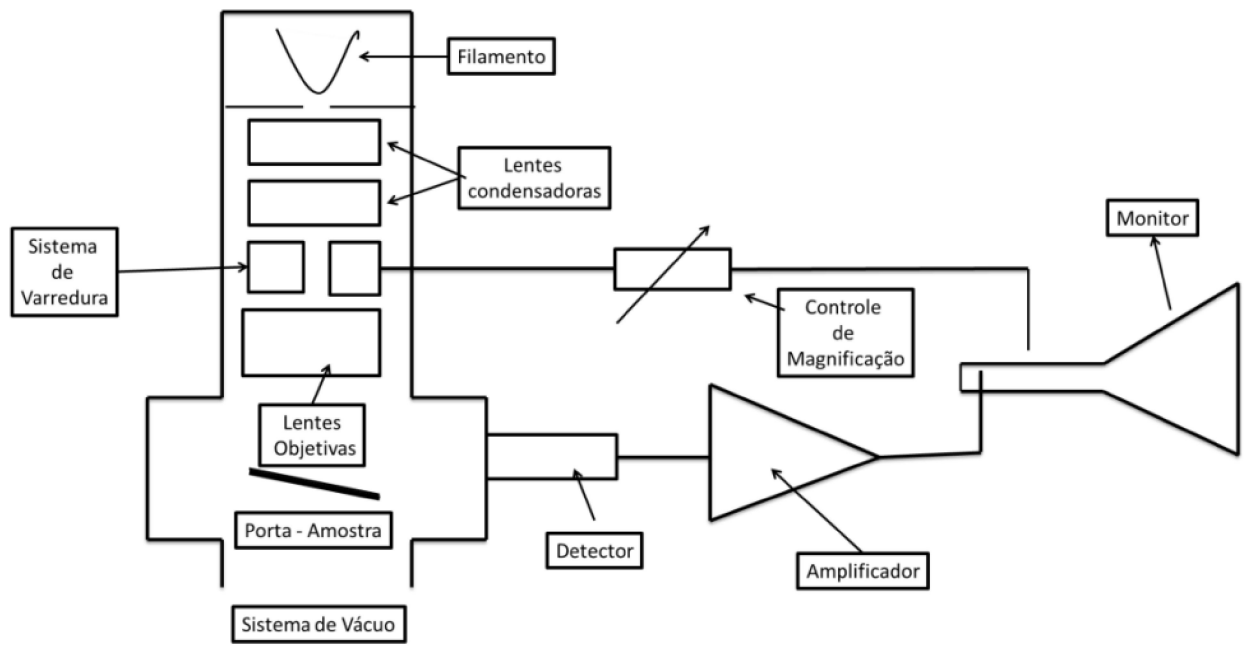 Filamento
Lentes
condensadoras
Monitor
Sistema
de
Varredura
Controle
de
Magnificação
Lentes
Objetivas
Porta - Amostra
Detector
Amplificador
Sistema de Vácuo